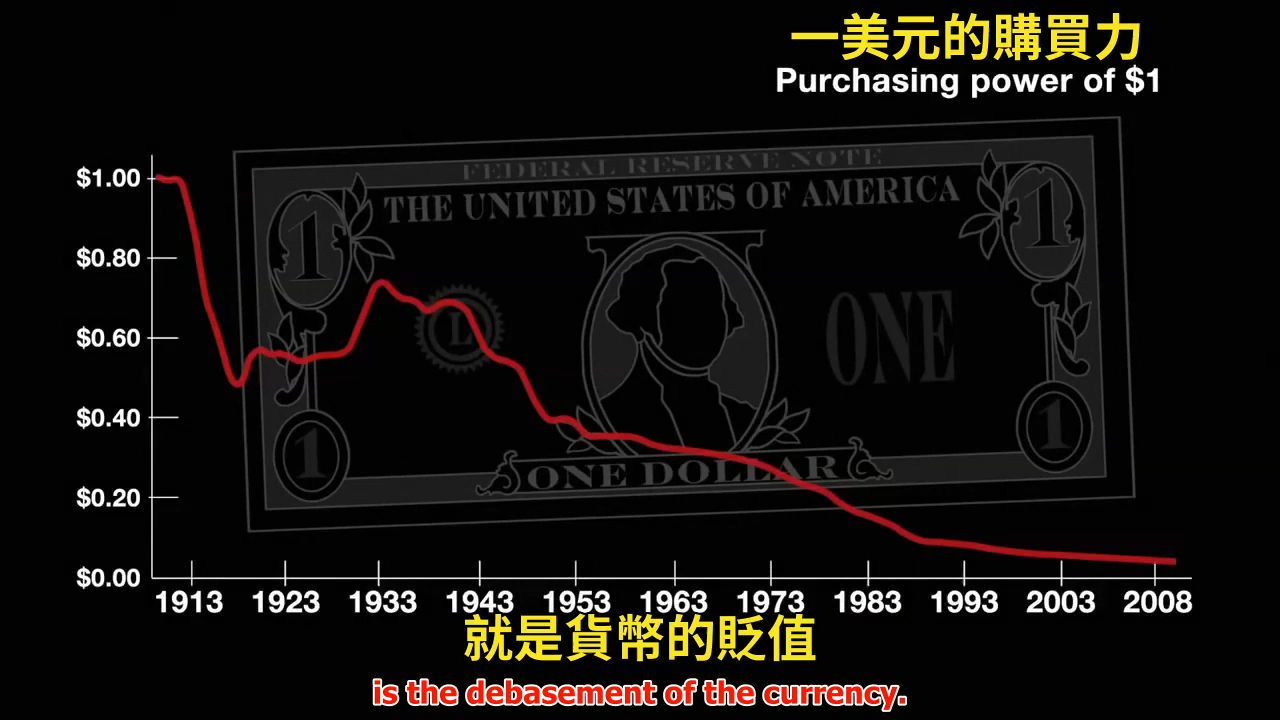 一美元的購買力
Purchasing power of $1
$1.00
$0.80
$0.60
$0.40
$0.20
$0.00
FEDERAL RESERVE NOTE
THE UNITED STATES OF AMERICA
1
1
L
ONE
1
1
ONE DOLLAR
1913 1923 1933 1943 1953 1963 1973 1983 1993 2003 2008
就是貨幣的貶值
is the debasement of the currency.